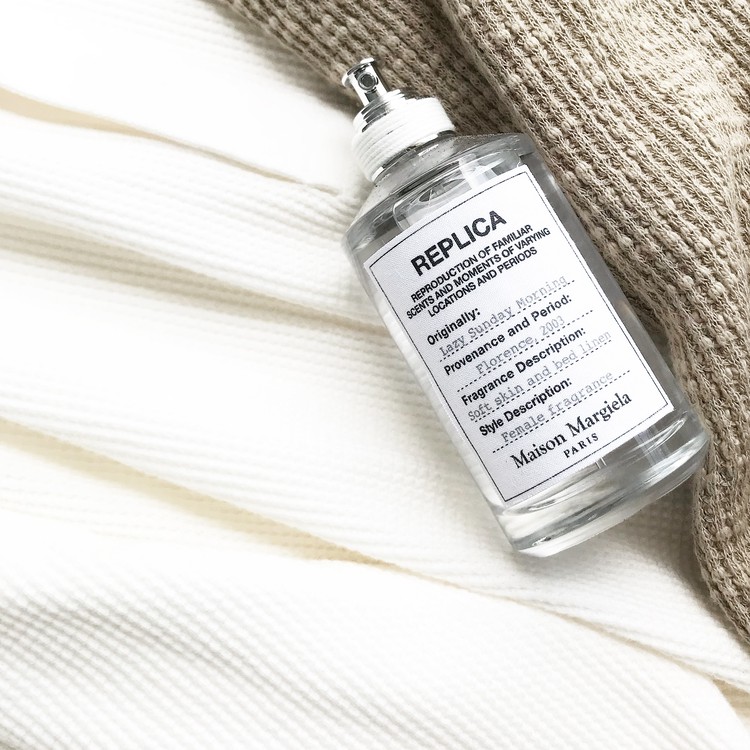 REPLICA
REPRODUCTION OF FAMILIAR
SCENTS AND MOMENTS OF VARYING
LOCATIONS AND PERIODS
Originally:
Lazy Sunday Morning
Provenance and Period:
Florence, 2003
Fragrance Description:
Soft skin and bed linen
Style Description:
Female fragrance
Maison Margiela
PARIS